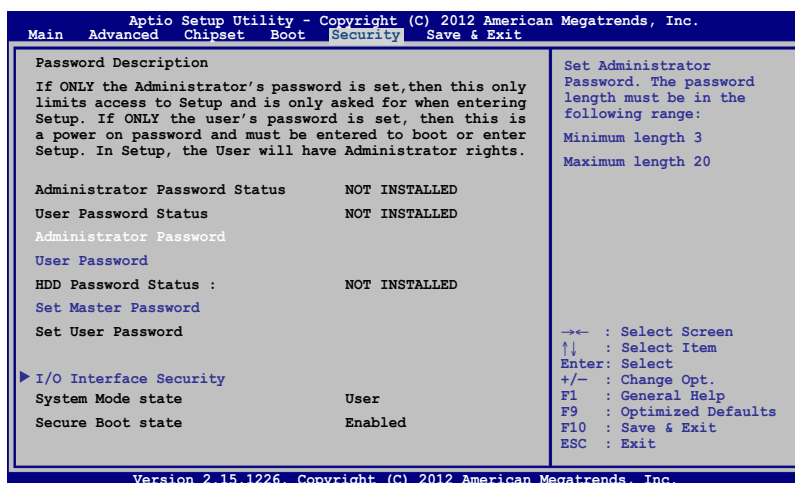 Aptio Setup Utility - Copyright (C) 2012 American Megatrends, Inc.
Main Advanced Chipset Boot Security Save & Exit
Password Description
If ONLY the Administrator's password is set,then this only
limits access to Setup and is only asked for when entering
Setup. If ONLY the user's password is set, then this is
a power on password and must be entered to boot or enter
Setup. In Setup, the User will have Administrator rights.
Administrator Password Status NOT INSTALLED
User Password Status NOT INSTALLED
Administrator Password
User Password
HDD Password Status : NOT INSTALLED
Set Master Password
Set User Password
I/O Interface Security
System Mode state User
Secure Boot state Enabled
Set Administrator
Password. The password
length must be in the
following range:
Minimum length 3
Maximum length 20
→← : Select Screen
↑↓ : Select Item
Enter: Select
+/— : Change Opt.
F1 : General Help
F9 : Optimized Defaults
F10 : Save & Exit
ESC : Exit
Version 2.15.1226. Copyright (C) 2012 American Megatrends, Inc.